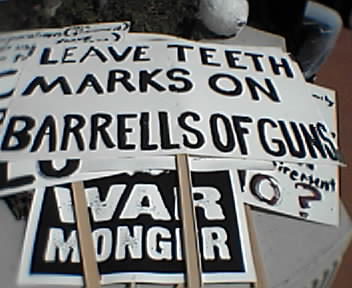 LEAVE TEETH
MARKS ON
BARRELLS OF GUNS
WAR
MONGER